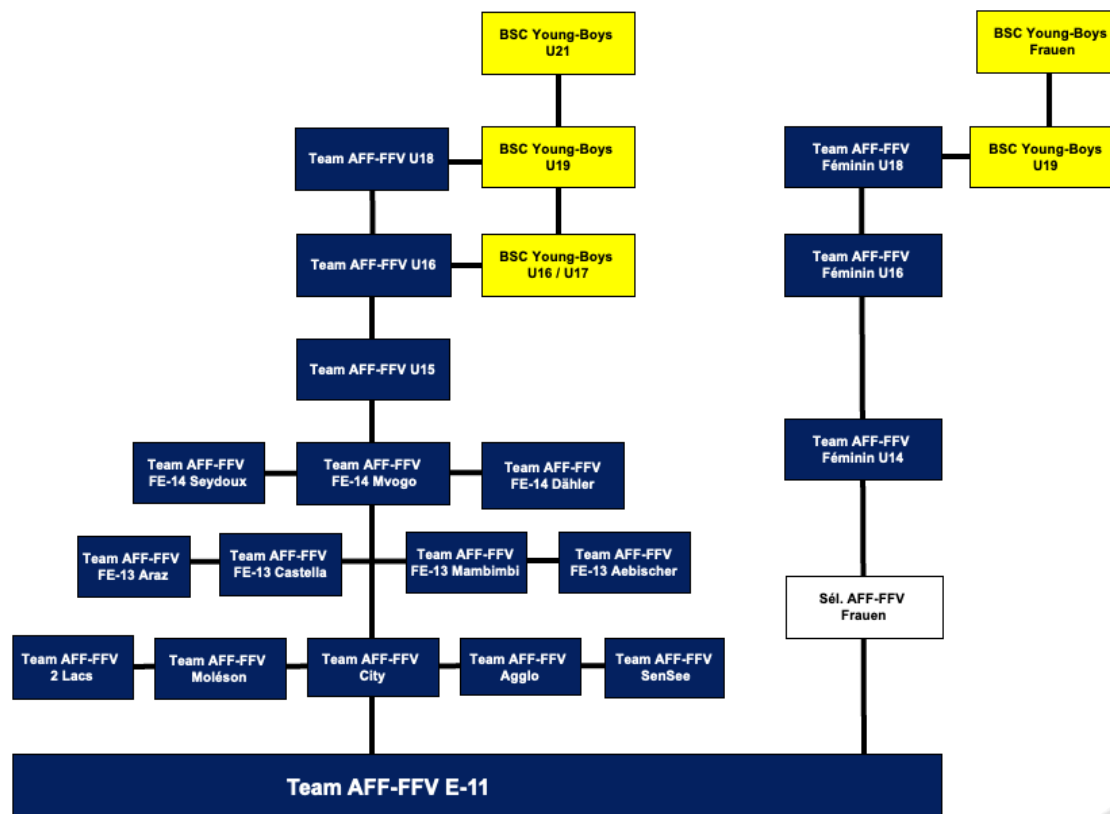 BSC Young-Boys
U21
BSC Young-Boys
Frauen
Team AFF-FFV U18
BSC Young-Boys
U19
Team AFF-FFV
Féminin U18
BSC Young-Boys
U19
Team AFF-FFV U16
BSC Young-Boys
U16 / U17
Team AFF-FFV
Féminin U16
Team AFF-FFV U15
Team AFF-FFV
FE-14 Seydoux
Team AFF-FFV
FE-14 Mvogo
Team AFF-FFV
FE-14 Dähler
Team AFF-FFV
Féminin U14
Team AFF-FFV
FE-13 Araz
Team AFF-FFV
FE-13 Castella
Team AFF-FFV
FE-13 Mambimbi
Team AFF-FFV
FE-13 Aebischer
Sél. AFF-FFV
Frauen
Team AFF-FFV
2 Lacs
Team AFF-FFV
Moléson
Team AFF-FFV
City
Team AFF-FFV
Agglo
Team AFF-FFV
SenSee
Team AFF-FFV E-11